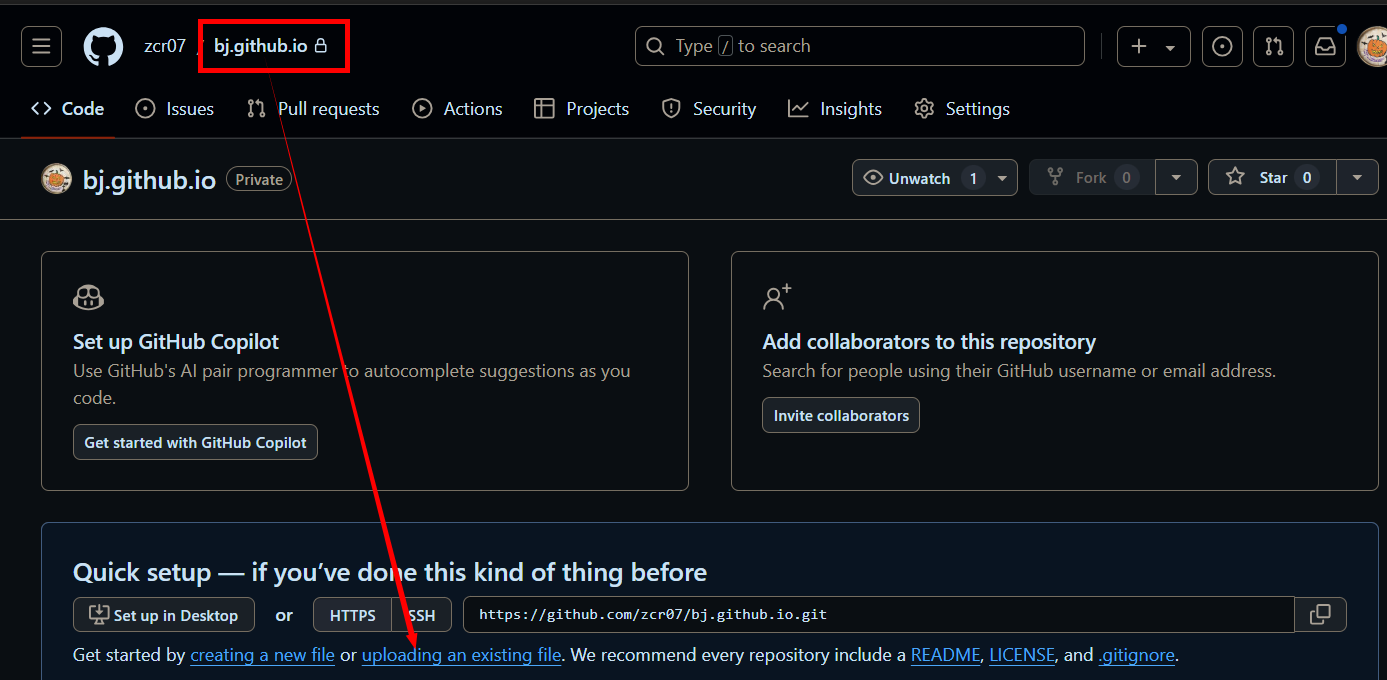 zcr07 / bj.github.io
Type / to search
Code Issues Pull requests Actions Projects Security Insights Settings
bj.github.io Private
Unwatch 1 Fork 0 Star 0
Set up GitHub Copilot
Use GitHub's AI pair programmer to autocomplete suggestions as you
code.
Get started with GitHub Copilot
Add collaborators to this repository
Search for people using their GitHub username or email address.
Invite collaborators
Quick setup — if you’ve done this kind of thing before
Set up in Desktop or HTTPS SSH https://github.com/zcr07/bj.github.io.git
Get started by creating a new file or uploading an existing file. We recommend every repository include a README, LICENSE, and .gitignore.